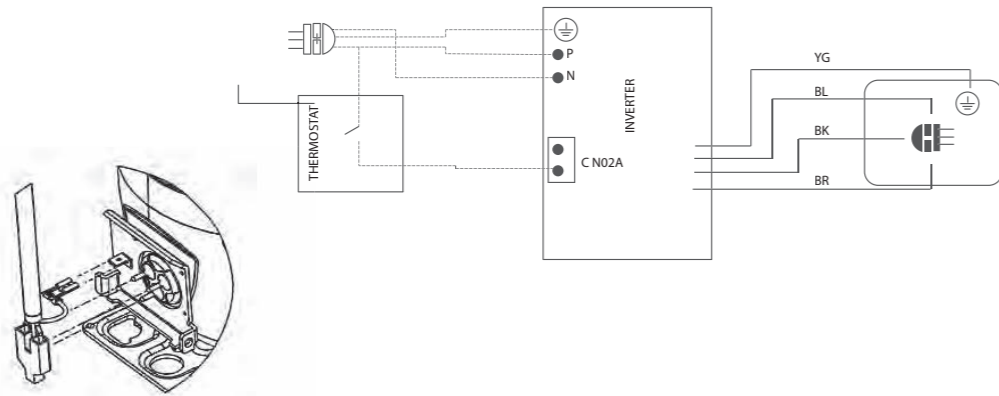 P
N
THERMOSTAT
INVERTER
C N02A
YG
BL
BK
BR